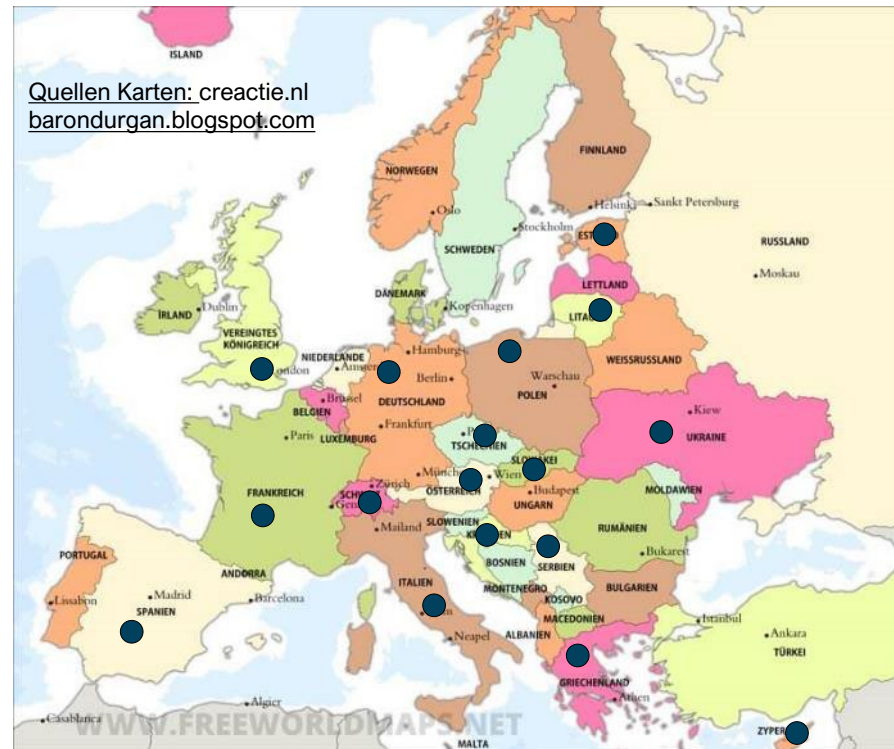 ISLAND
Quellen Karten: creactie.nl
barondurgan.blogspot.com
FINNLAND
NORWEGEN
Helsinki
Sankt Petersburg
Oslo
Stockholm
SCHWEDEN
RUSSLAND
Moskau
LETTLAND
DÄNEMARK
Kopenhagen
IRLAND
Dublin
VEREINGTES
KÖNIGREICH
NIEDERLANDE
Hamburg
WEISSRUSSLAND
Berlin
Warschau
POLEN
DEUTSCHLAND
Brüssel
BELGIEN
Kiew
UKRAINE
Frankfurt
LUXEMBURG
Paris
TSCHECHIEN
Wien
Zürich
ÖSTERREICH
Budapest
UNGARN
MOLDAWIEN
FRANKREICH
Mailand
SLOWENIEN
RUMÄNIEN
Bukarest
BOSNIEN
SERBIEN
PORTUGAL
ANDORRA
ITALIEN
MONTENEGRO
KOSOVO
BULGARIEN
Madrid
Barcelona
Lissabon
SPANIEN
MACEDONIEN
Istanbul
Ankara
Neapel
ALBANIEN
TÜRKEI
GRIECHENLAND
Athen
Algier
Casablanca
WWW.FREEWORLDMAPS.NET
MALTA